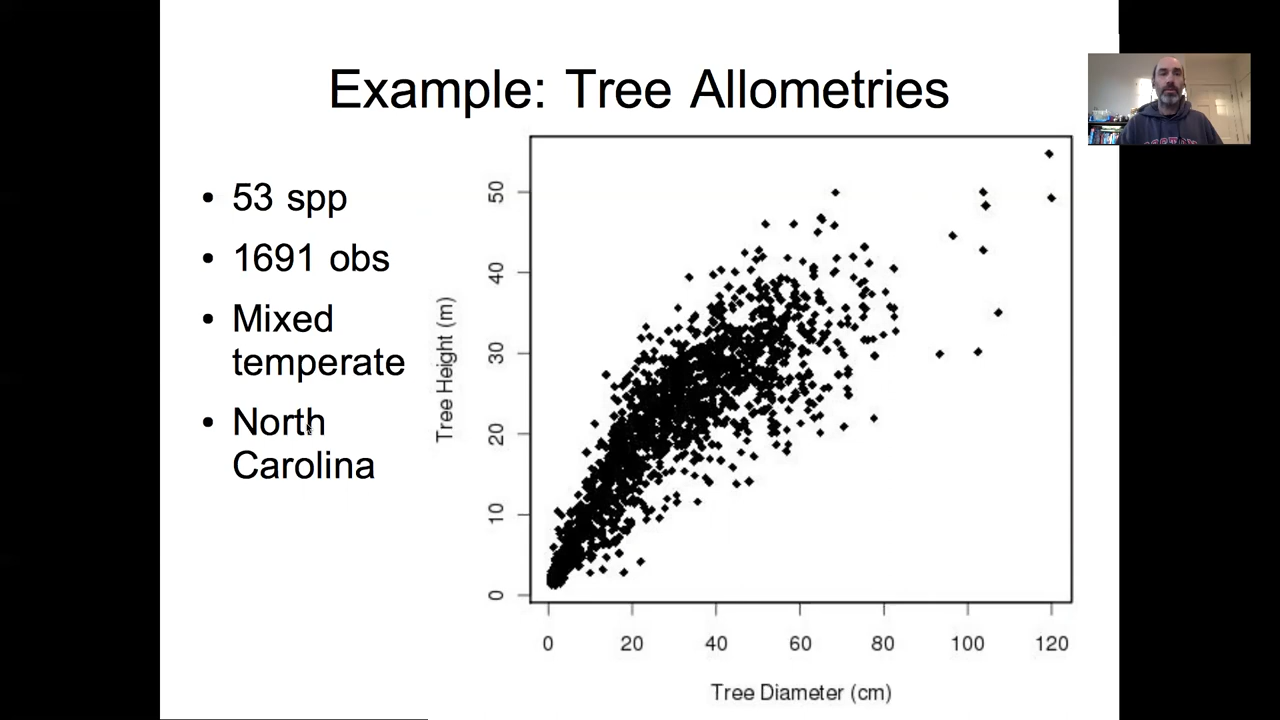 Example: Tree Allometries
• 53 spp
• 1691 obs
• Mixed
temperate
• North
Carolina
Tree Height (m)
50
40
30
20
10
0
0 20 40 60 80 100 120
Tree Diameter (cm)